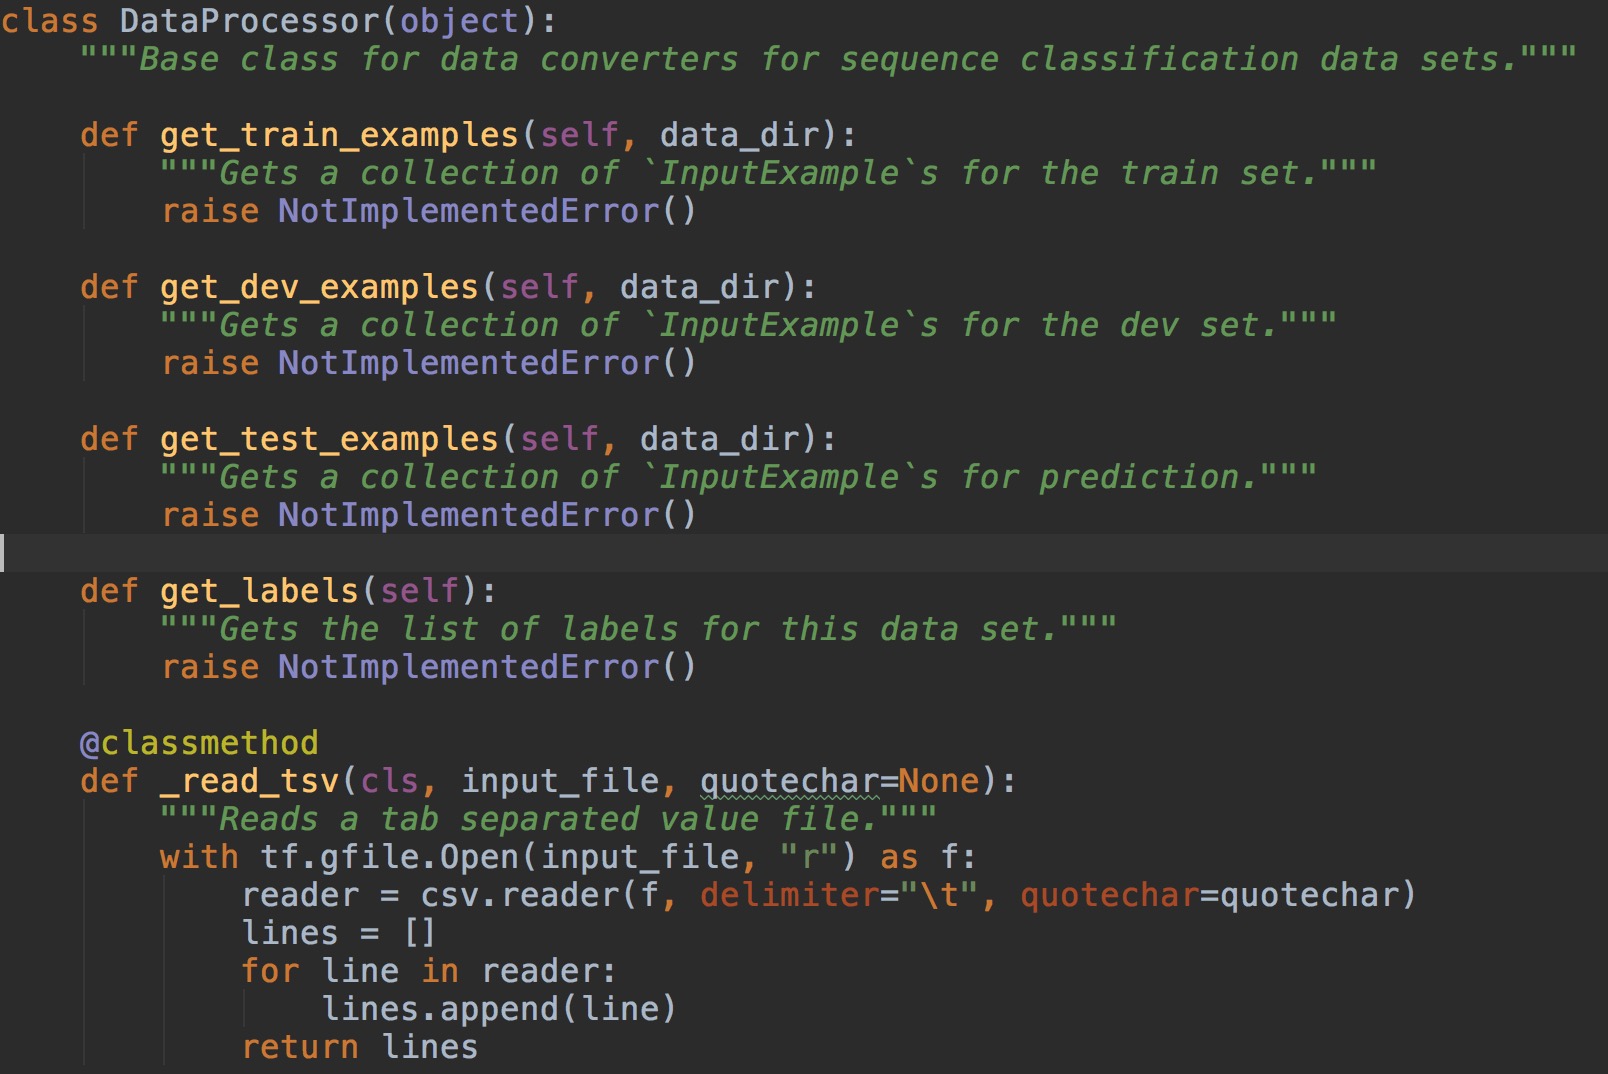 class DataProcessor(object):
    """Base class for data converters for sequence classification data sets."""

    def get_train_examples(self, data_dir):
        """Gets a collection of `InputExample`s for the train set."""
        raise NotImplementedError()

    def get_dev_examples(self, data_dir):
        """Gets a collection of `InputExample`s for the dev set."""
        raise NotImplementedError()

    def get_test_examples(self, data_dir):
        """Gets a collection of `InputExample`s for prediction."""
        raise NotImplementedError()

    def get_labels(self):
        """Gets the list of labels for this data set."""
        raise NotImplementedError()

    @classmethod
    def _read_tsv(cls, input_file, quotechar=None):
        """Reads a tab separated value file."""
        with tf.gfile.Open(input_file, "r") as f:
            reader = csv.reader(f, delimiter="\t", quotechar=quotechar)
            lines = []
            for line in reader:
                lines.append(line)
            return lines